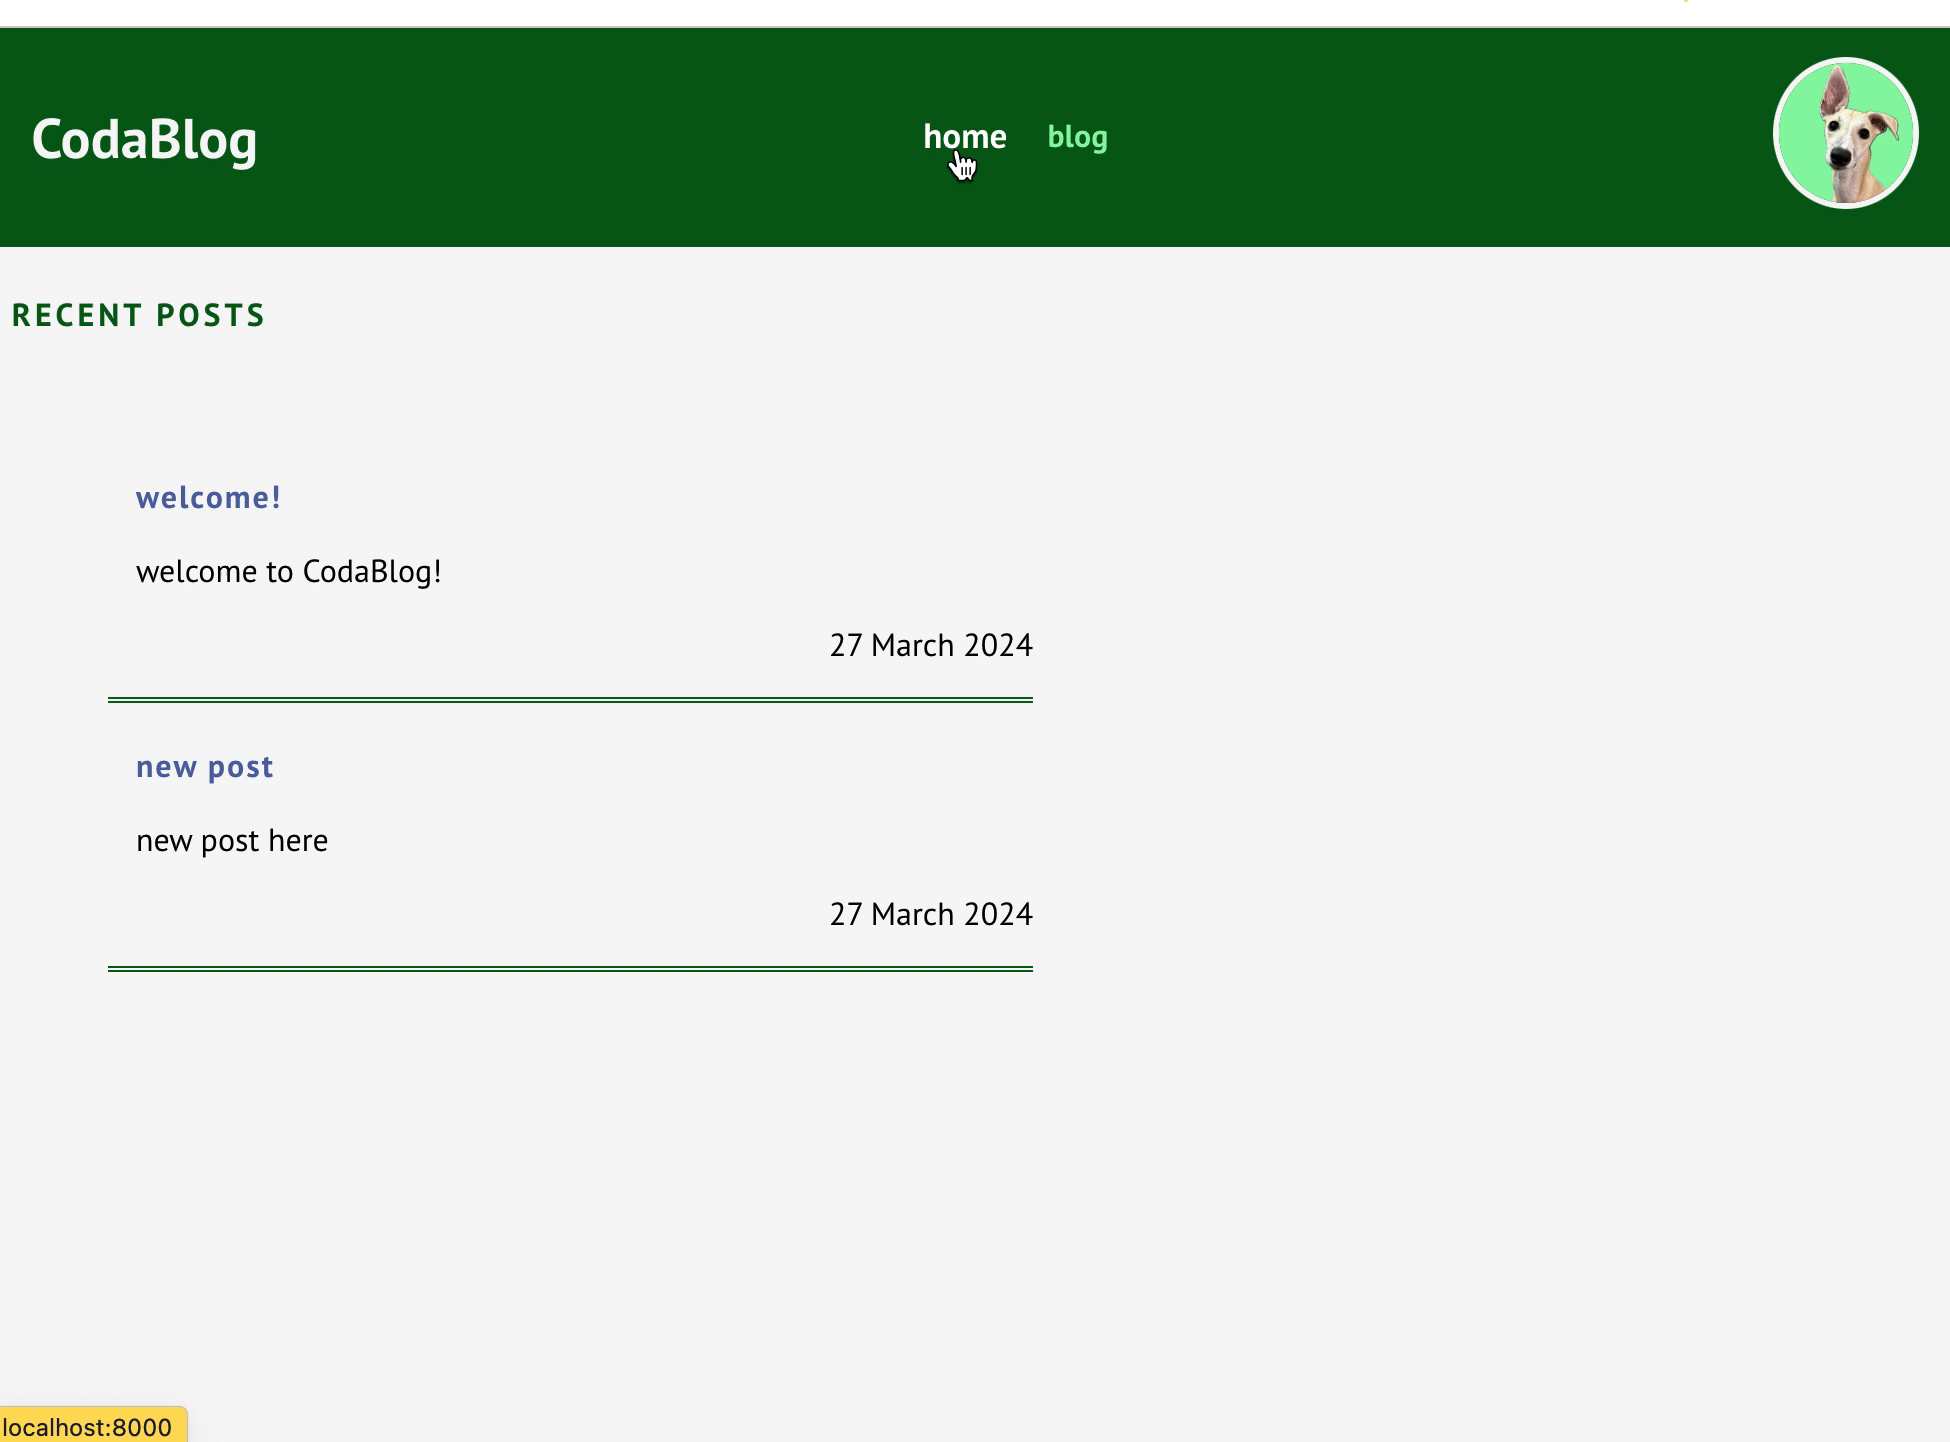 CodaBlog
home blog
RECENT POSTS
welcome!
welcome to CodaBlog!
27 March 2024
new post
new post here
27 March 2024
localhost:8000